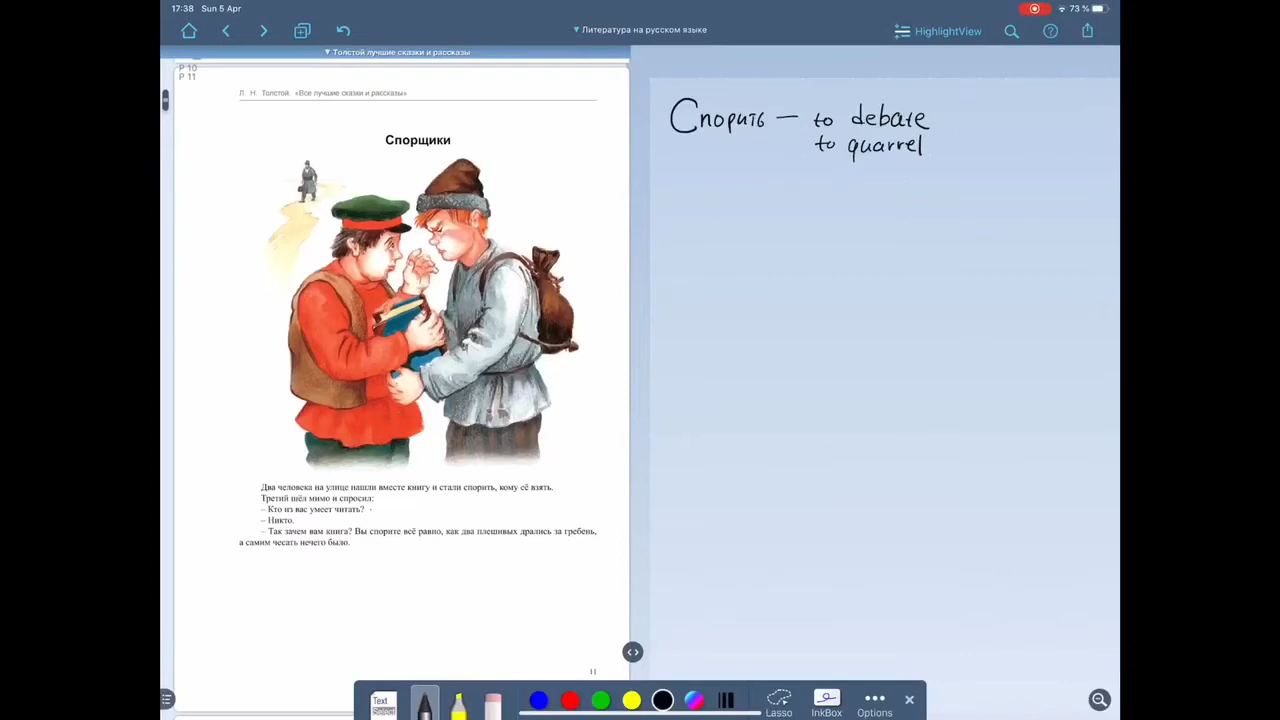 17:38 Sun 5 Apr
73 %
▼ Литература на русском языке
HighlightView
▼ Толстой лучшие сказки и рассказы
P 10
P 11
Л. Н. Толстой. «Все лучшие сказки и рассказы»
Спорщики
Спорить — to debate
to quarrel
Два человека на улице нашли вместе книгу и стали спорить, кому её взять.
Третий шёл мимо и спросил:
– Кто из вас умеет читать?
– Никто.
– Так зачем вам книга? Вы спорите всё равно, как два плешивых дрались за гребень,
а самим чесать нечего было.
11
Text
Lasso
InkBox
Options